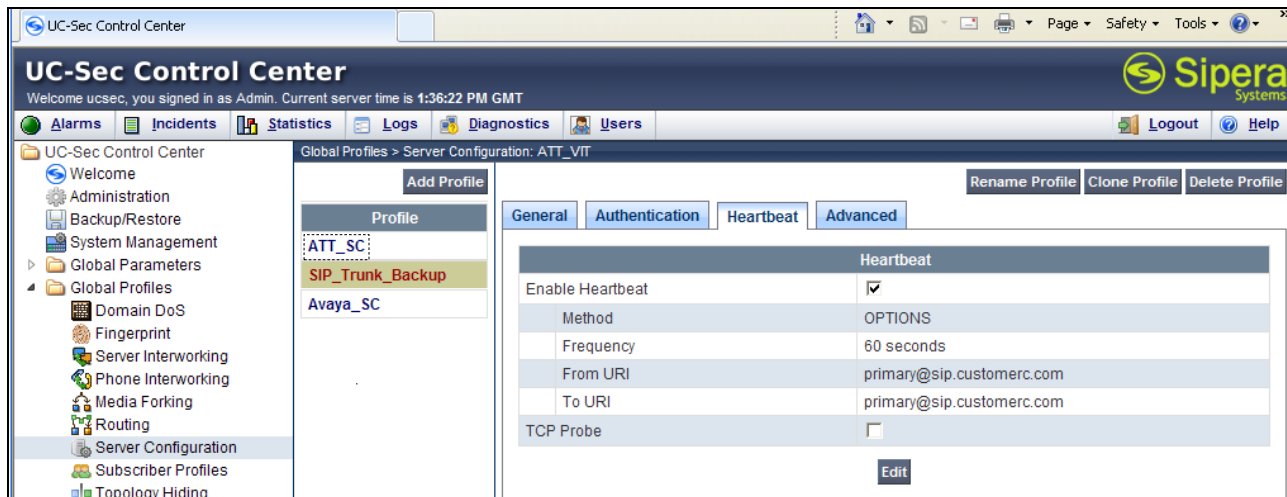 UC-Sec Control Center
Page
Safety
Tools
UC-Sec Control Center
Welcome ucsec, you signed in as Admin. Current server time is 1:36:22 PM GMT
Sipera
Systems
Alarms Incidents Statistics Logs Diagnostics Users Logout Help
UC-Sec Control Center
Welcome
Administration
Backup/Restore
System Management
Global Parameters
Global Profiles
Domain DoS
Fingerprint
Server Interworking
Phone Interworking
Media Forking
Routing
Server Configuration
Subscriber Profiles
Topology Hiding
Global Profiles > Server Configuration: ATT_VIT
Add Profile
Profile
ATT_SC
SIP_Trunk_Backup
Avaya_SC
Rename Profile Clone Profile Delete Profile
General Authentication Heartbeat Advanced
Heartbeat
Enable Heartbeat
Method OPTIONS
Frequency 60 seconds
From URI primary@sip.customerc.com
To URI primary@sip.customerc.com
TCP Probe
Edit